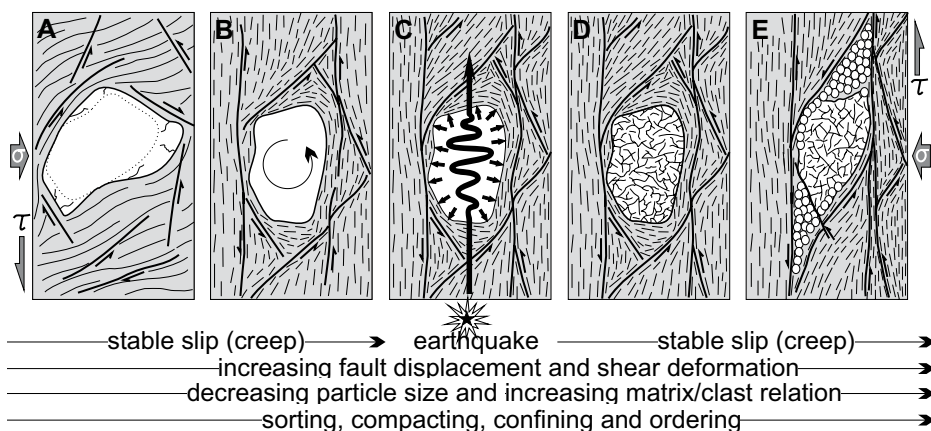 A B C D E
τ
σ
σ
τ
stable slip (creep) earthquake stable slip (creep)
increasing fault displacement and shear deformation
decreasing particle size and increasing matrix/clast relation
sorting, compacting, confining and ordering